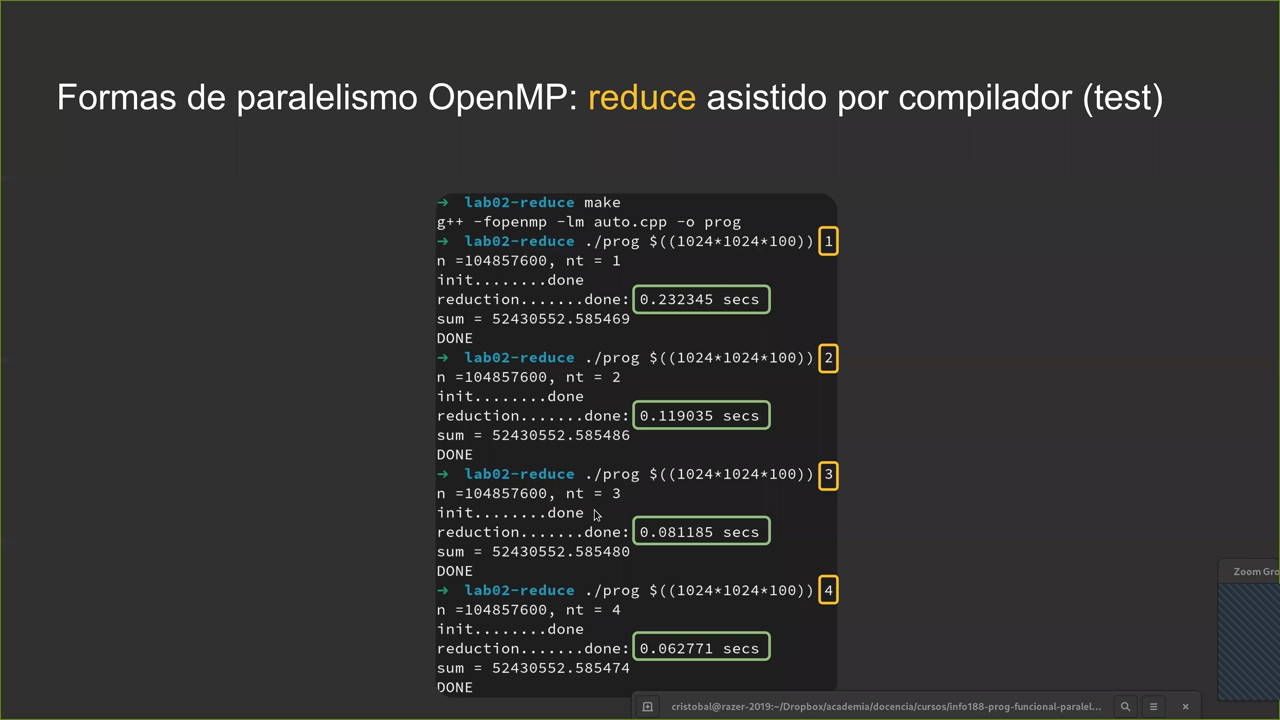 Formas de paralelismo OpenMP: reduce asistido por compilador (test)
➜ lab02-reduce make
g++ -fopenmp -lm auto.cpp -o prog
➜ lab02-reduce ./prog $((1024*1024*100)) 1
n =104857600, nt = 1
init........done
reduction.......done: 0.232345 secs
sum = 52430552.585469
DONE
➜ lab02-reduce ./prog $((1024*1024*100)) 2
n =104857600, nt = 2
init........done
reduction.......done: 0.119035 secs
sum = 52430552.585486
DONE
➜ lab02-reduce ./prog $((1024*1024*100)) 3
n =104857600, nt = 3
init........done
reduction.......done: 0.081185 secs
sum = 52430552.585480
DONE
➜ lab02-reduce ./prog $((1024*1024*100)) 4
n =104857600, nt = 4
init........done
reduction.......done: 0.062771 secs
sum = 52430552.585474
DONE
Zoom Gro
cristobal@razer-2019:~/Dropbox/academia/docencia/cursos/info188-prog-funcional-paralel...